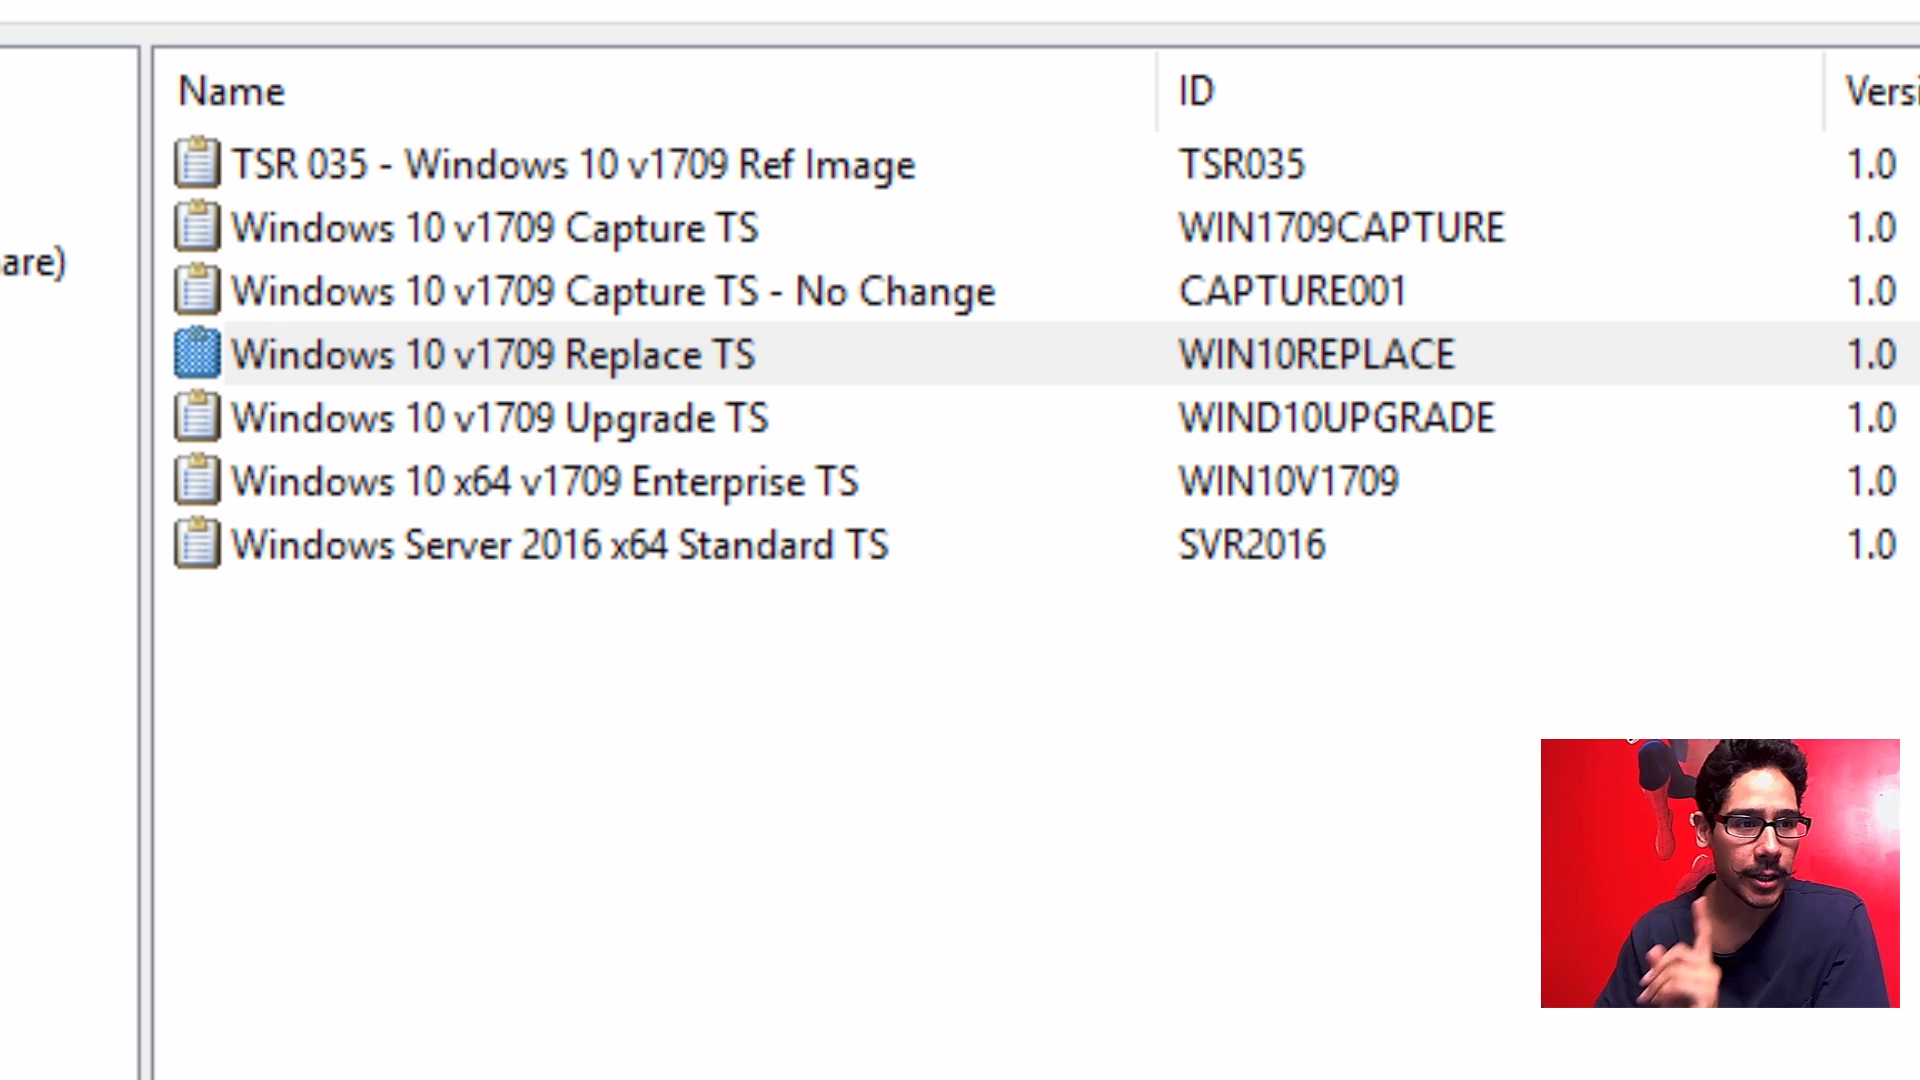 Name ID
TSR 035 - Windows 10 v1709 Ref Image TSR035 1.0
Windows 10 v1709 Capture TS WIN1709CAPTURE 1.0
are) Windows 10 v1709 Capture TS - No Change CAPTURE001 1.0
Windows 10 v1709 Replace TS WIN10REPLACE 1.0
Windows 10 v1709 Upgrade TS WIND10UPGRADE 1.0
Windows 10 x64 v1709 Enterprise TS WIN10V1709 1.0
Windows Server 2016 x64 Standard TS SVR2016 1.0